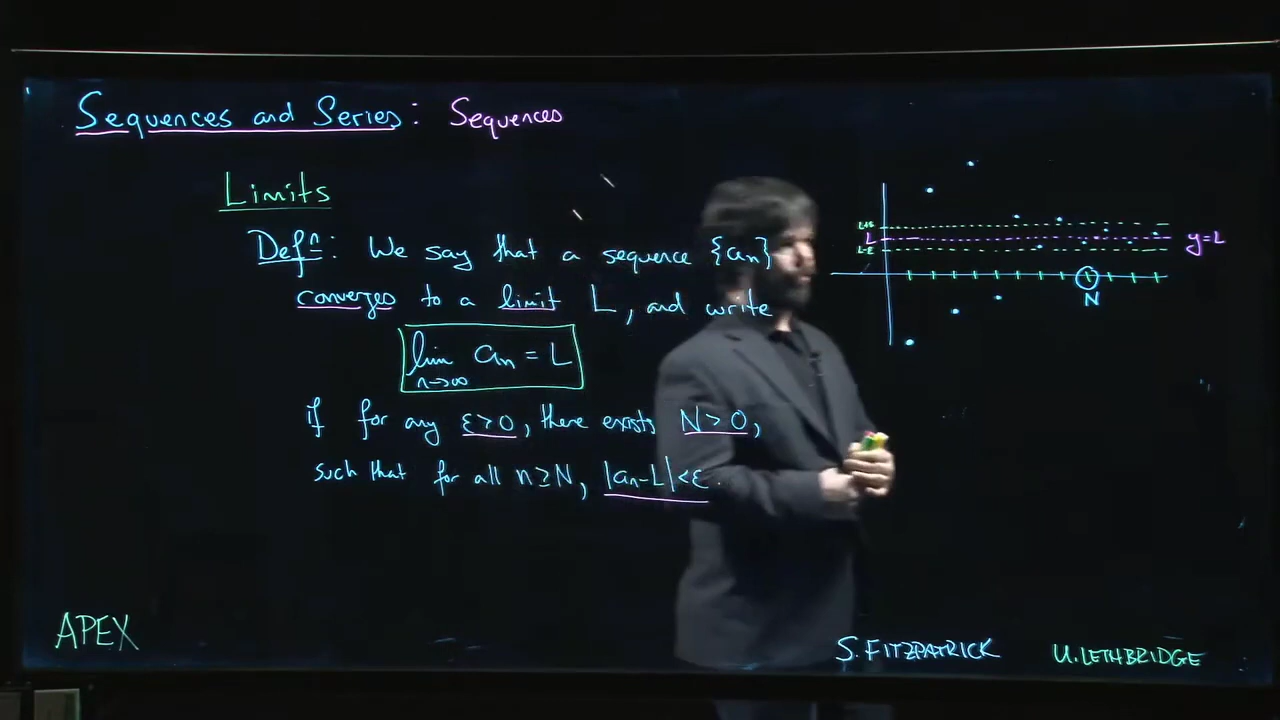 Sequences and Series: Sequences
Limits
Defⁿ: We say that a sequence {aₙ}
converges to a limit L, and write
lim n→∞ aₙ = L
if for any ε>0, there exists N>0,
such that for all n≥N, |aₙ-L|<ε.
L+ε
L
L-ε
y=L
N
APEX
S. FITZPATRICK
U. LETHBRIDGE